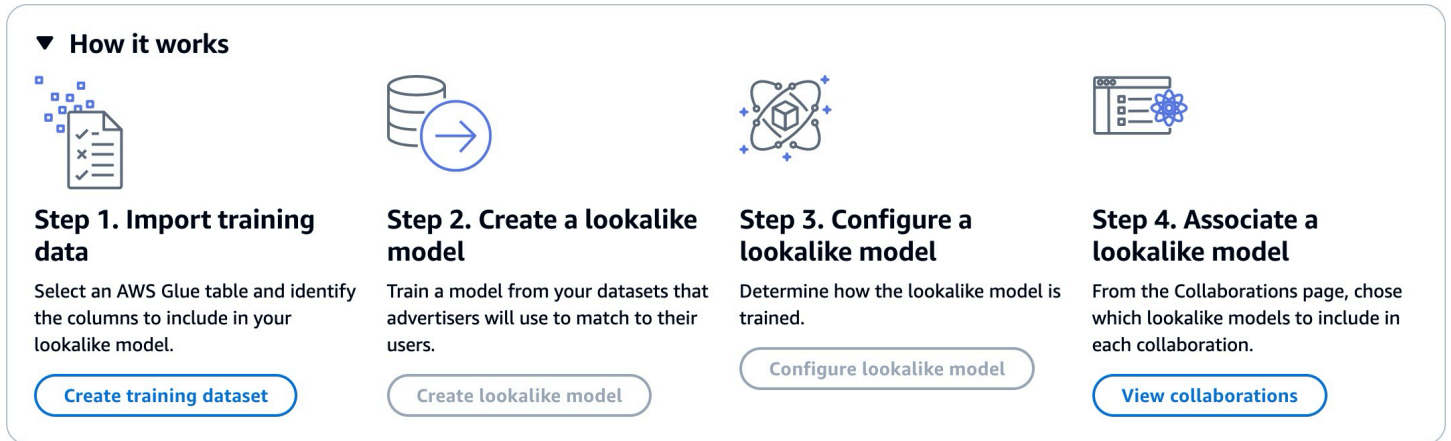 How it works
Step 1. Import training
data
Select an AWS Glue table and identify
the columns to include in your
lookalike model.
Create training dataset
Step 2. Create a lookalike
model
Train a model from your datasets that
advertisers will use to match to their
users.
Create lookalike model
Step 3. Configure a
lookalike model
Determine how the lookalike model is
trained.
Configure lookalike model
Step 4. Associate a
lookalike model
From the Collaborations page, chose
which lookalike models to include in
each collaboration.
View collaborations